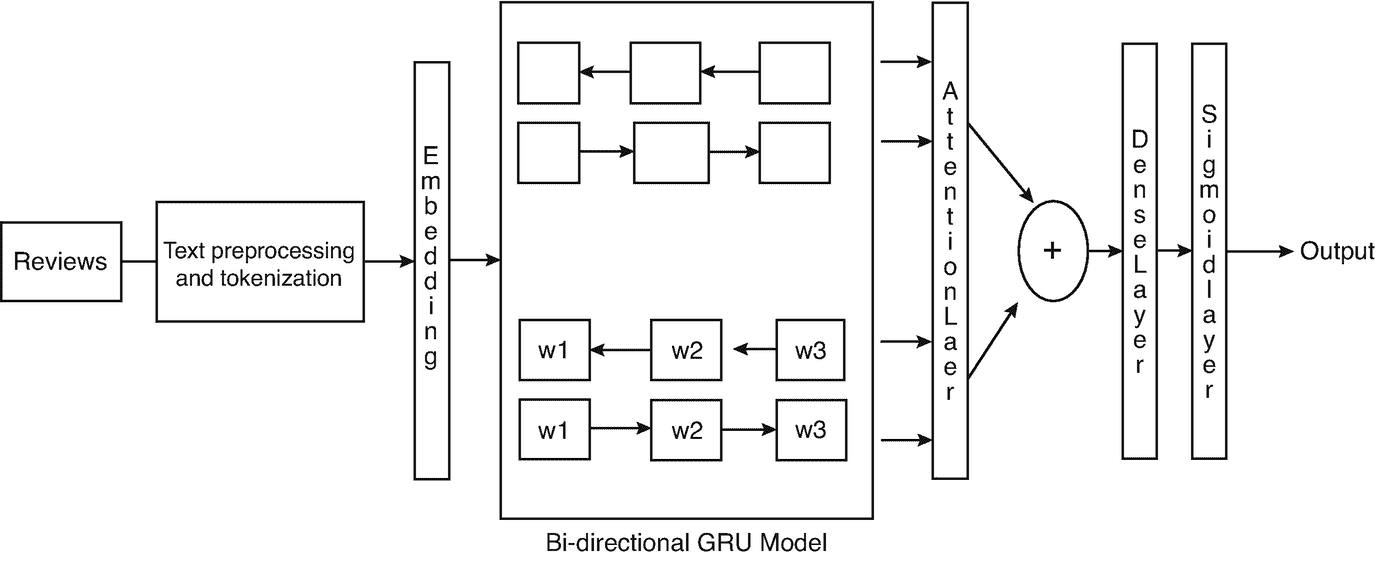 Reviews
Text preprocessing
and tokenization
Embedding
w1 w2 w3
w1 w2 w3
Bi-directional GRU Model
AttentionLaer
+
DenseLayer
Sigmoidlayer
Output